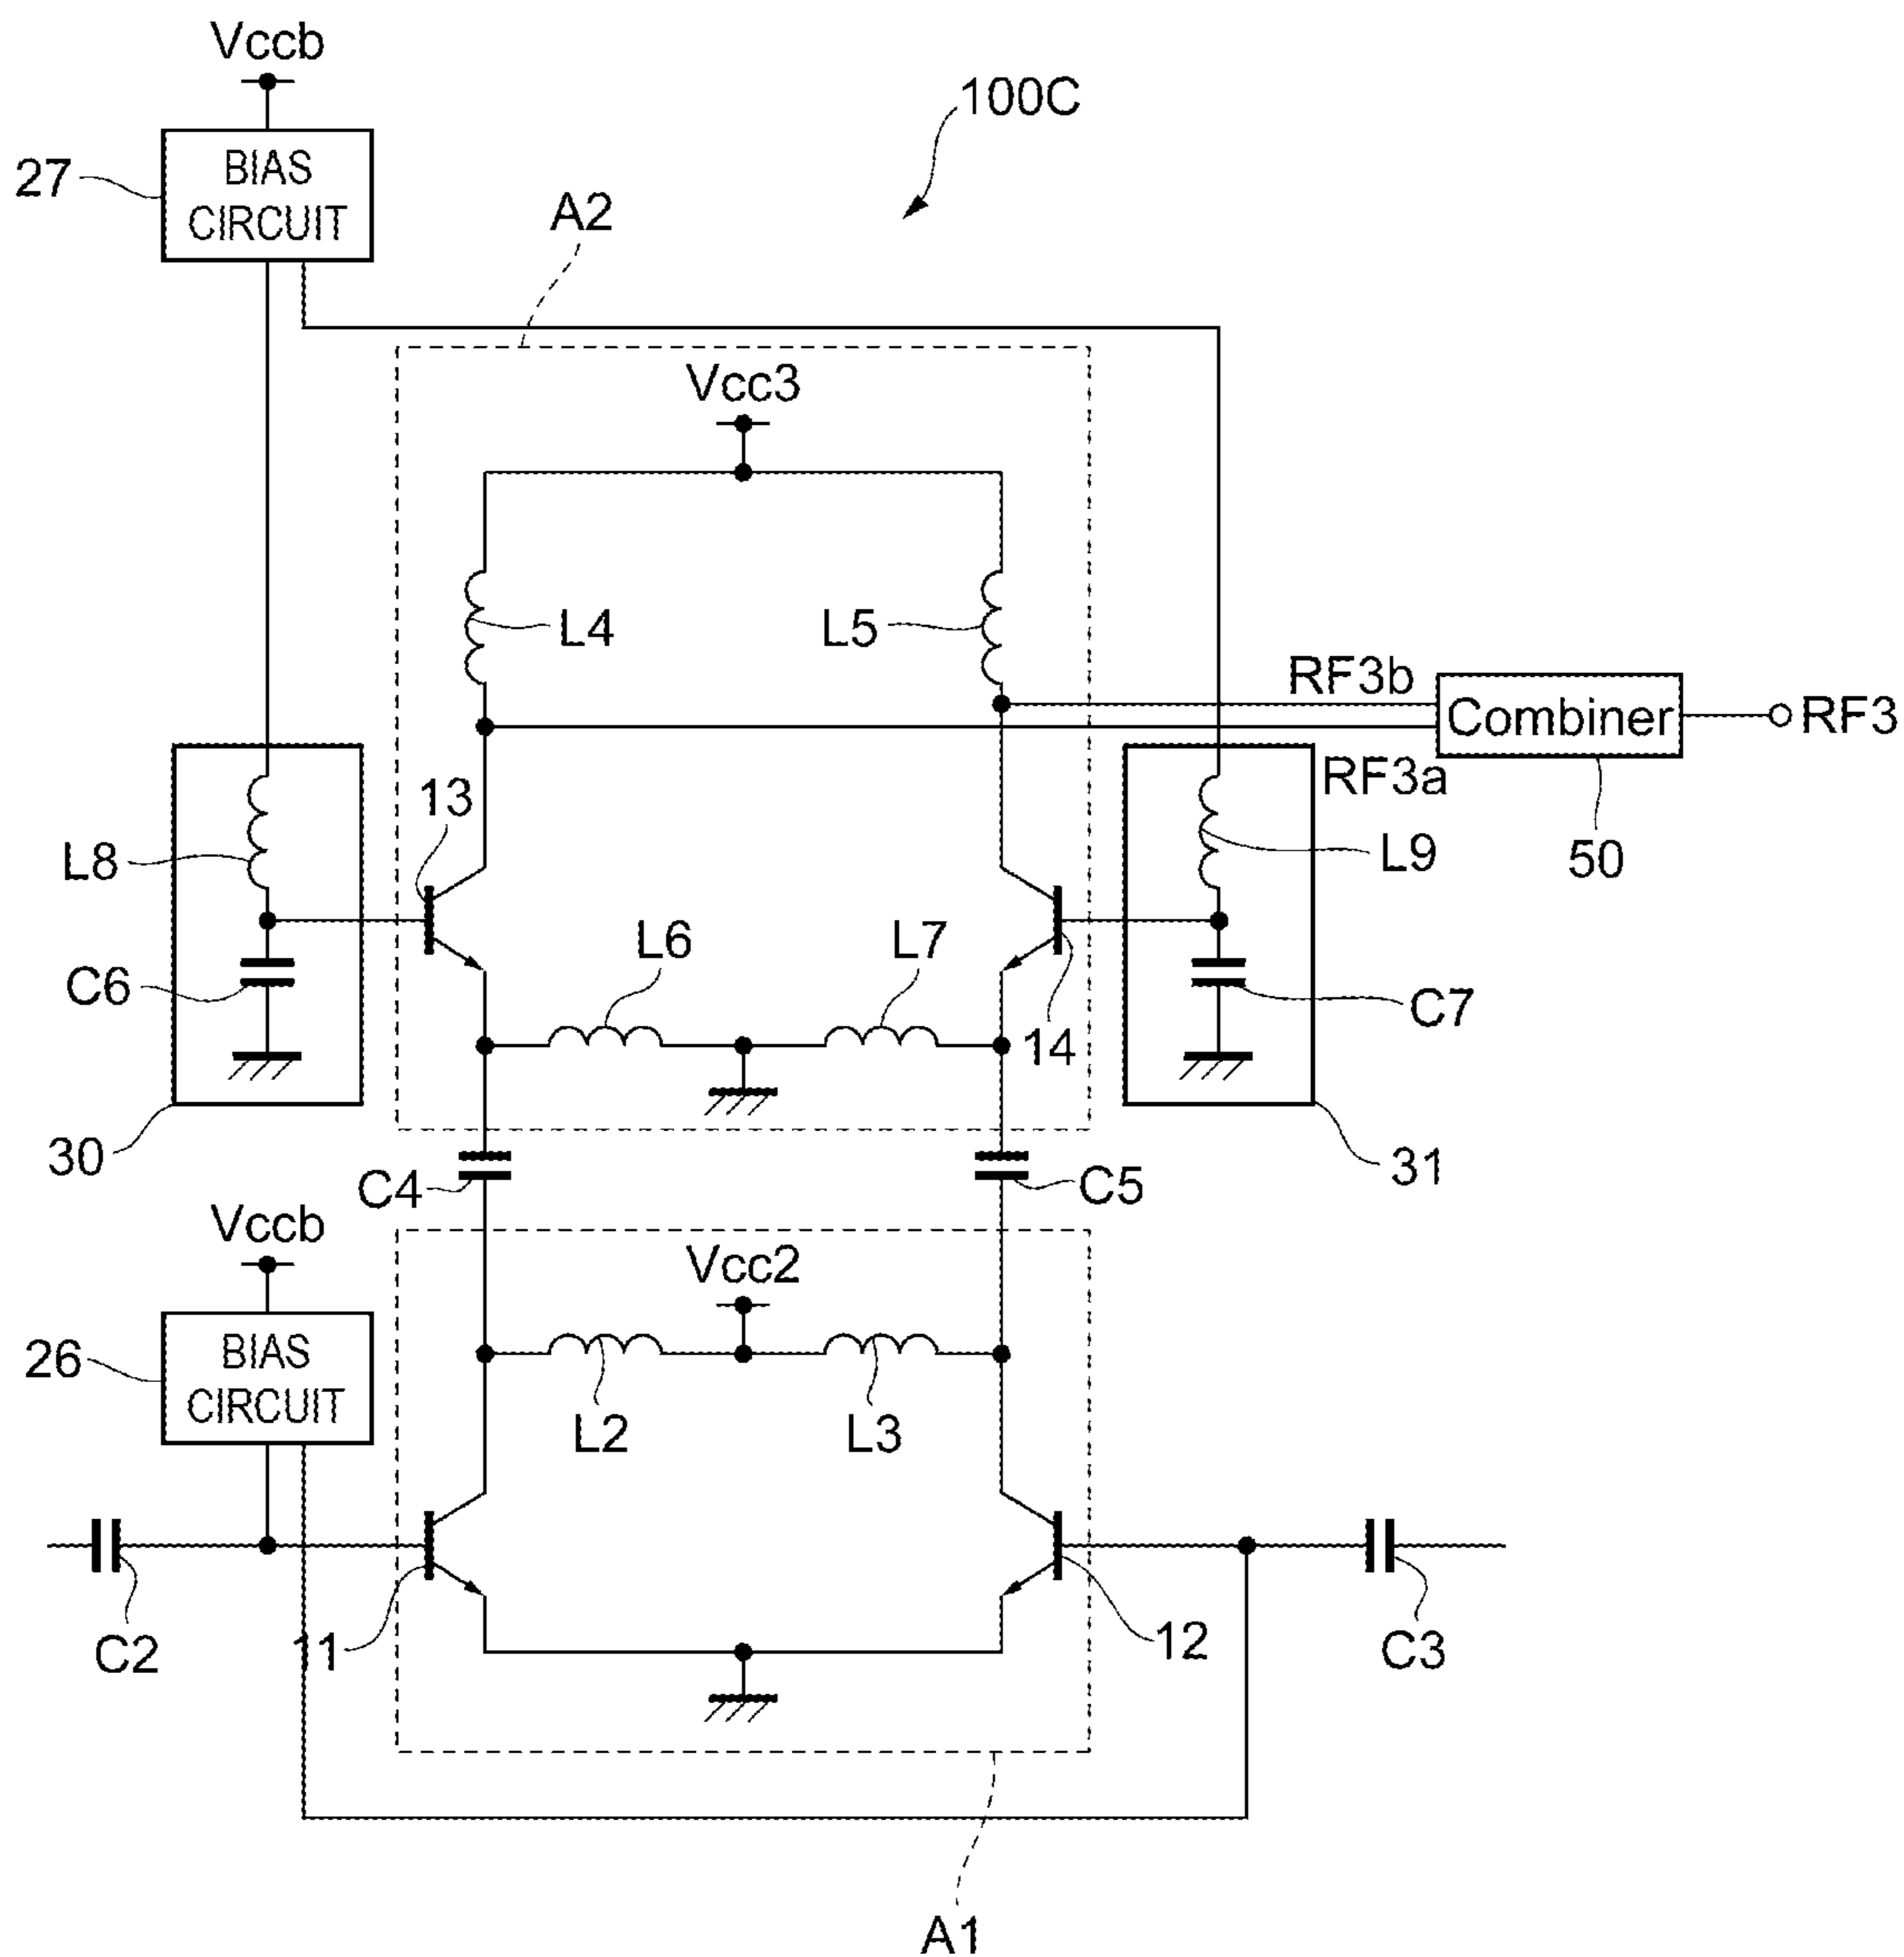 Vccb
100C
27
BIAS
CIRCUIT
A2
Vcc3
L4
L5
RF3b
Combiner
RF3
RF3a
13
L8
L9
50
L6
L7
C6
C7
14
30
31
C4
C5
Vccb
Vcc2
26
BIAS
CIRCUIT
L2
L3
C2
11
12
C3
A1